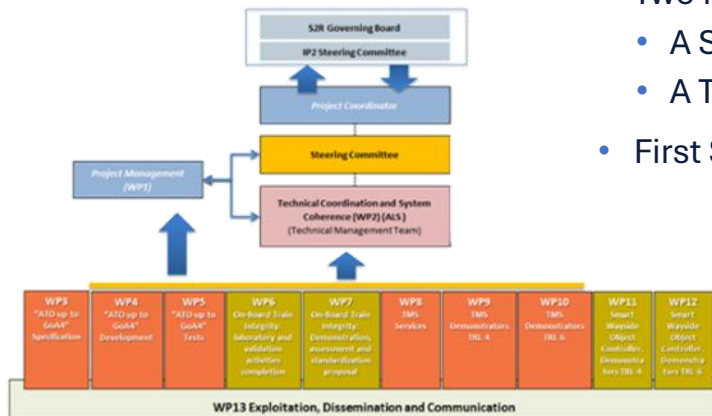 S2R Governing Board
IP2 Steering Committee
Project Coordinator
Steering Committee
Project Management
(WP1)
Technical Coordination and System
Coherence (WP2) (ALS)
(Technical Management Team)
WP3
"ATO up to
GoA4"
Specification
WP4
"ATO up to
GoA4"
Development
WP5
"ATO up to
GoA4"
Tests
WP6
On-Board Train
Integrity:
laboratory and
validation
activities
completion
WP7
On-Board Train
Integrity:
Demonstration,
assessment and
standardization
proposal
WP8
TMS
Services
WP9
TMS
Demonstrators
TRL 4
WP10
TMS
Demonstrators
TRL 6
WP11
Smart
Wayside
Object
Controller,
Demonstra
tors TRL 4
WP12
Smart
Wayside
Object
Controller,
Demonstra
tors TRL 6
WP13 Exploitation, Dissemination and Communication
• A S
• A T
• First S